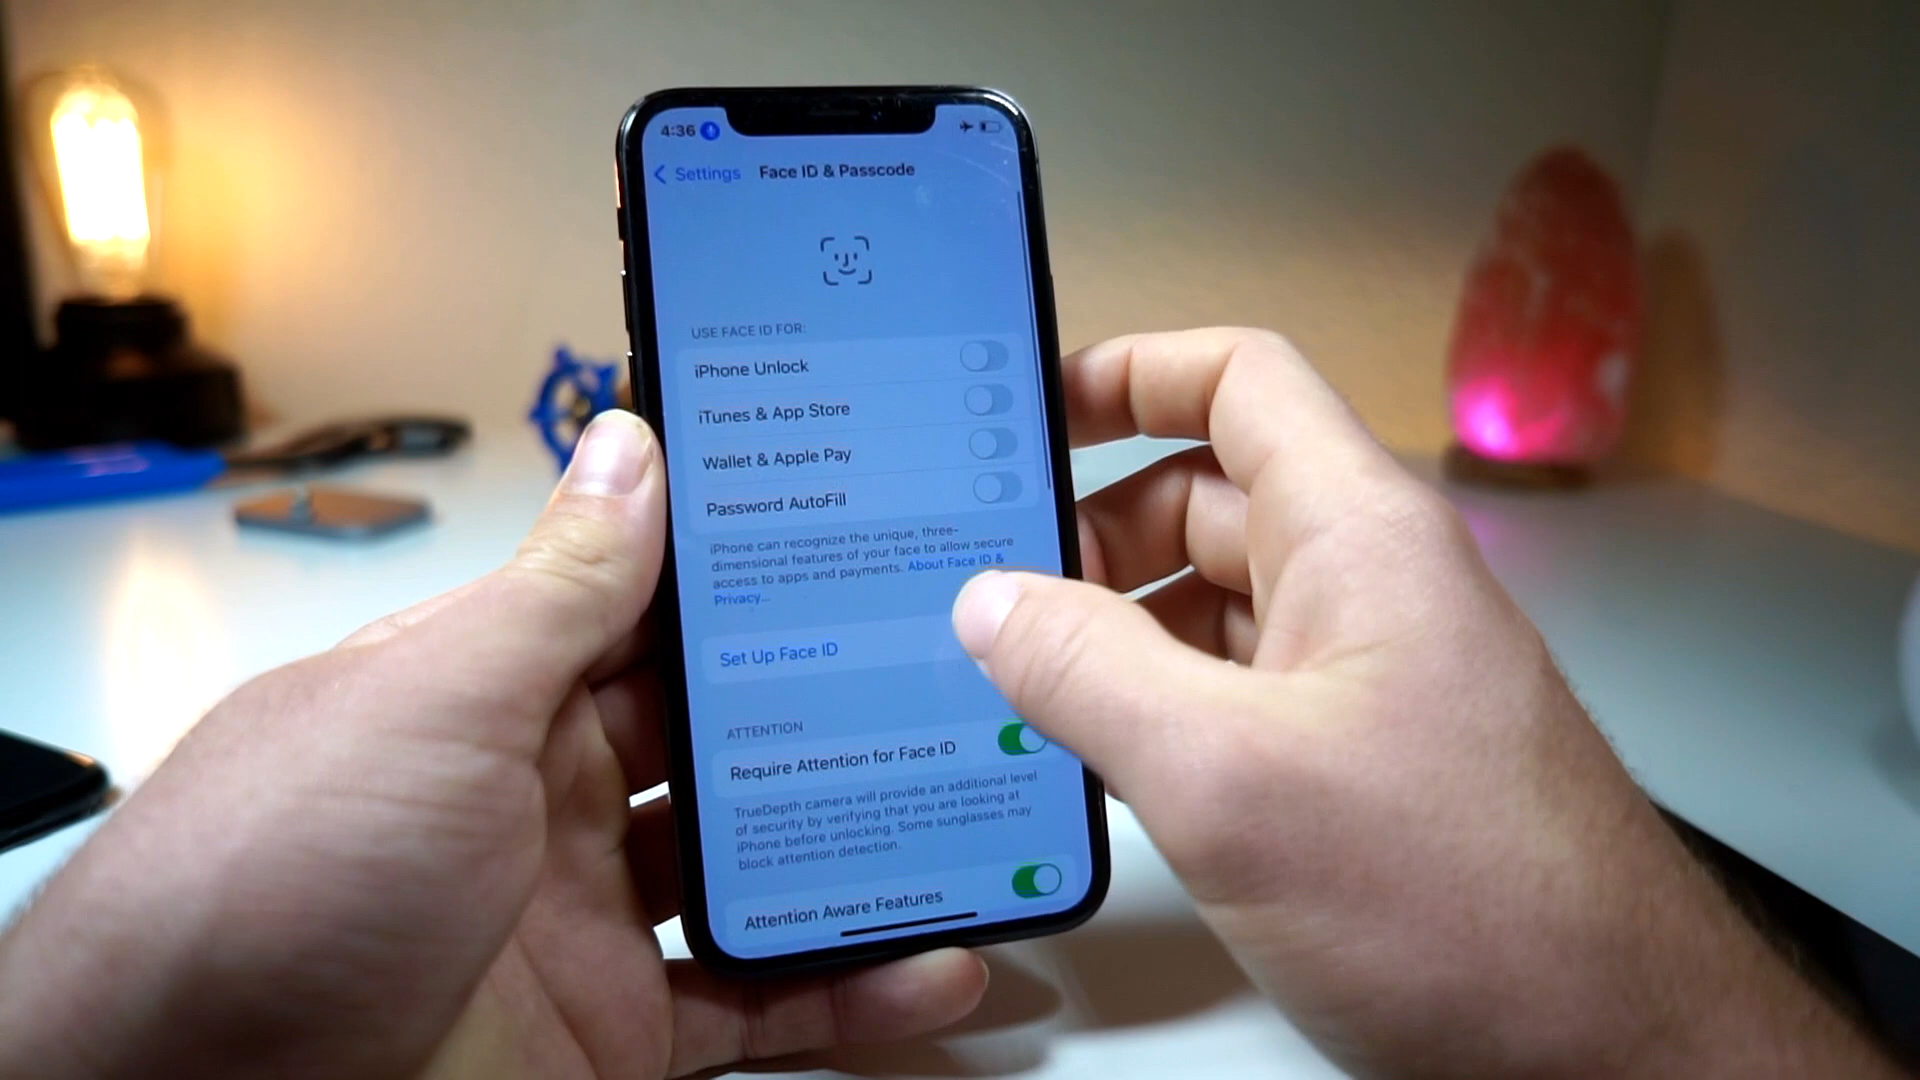 4:36
Settings Face ID & Passcode
USE FACE ID FOR:
iPhone Unlock
iTunes & App Store
Wallet & Apple Pay
Password AutoFill
iPhone can recognize the unique, three-
dimensional features of your face to allow secure
access to apps and payments. About Face ID &
Privacy...
Set Up Face ID
ATTENTION
Require Attention for Face ID
TrueDepth camera will provide an additional level
of security by verifying that you are looking at
iPhone before unlocking. Some sunglasses may
block attention detection.
Attention Aware Features